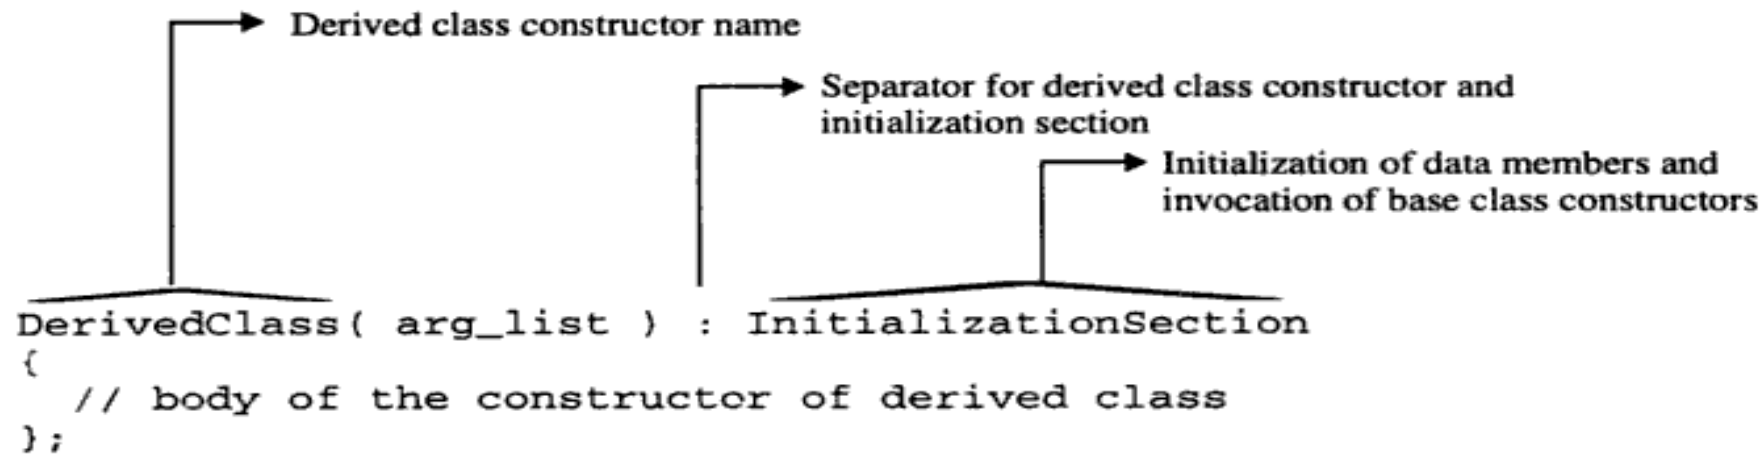 Derived class constructor name
Separator for derived class constructor and
initialization section
Initialization of data members and
invocation of base class constructors
DerivedClass( arg_list ) : InitializationSection
{
// body of the constructor of derived class
};